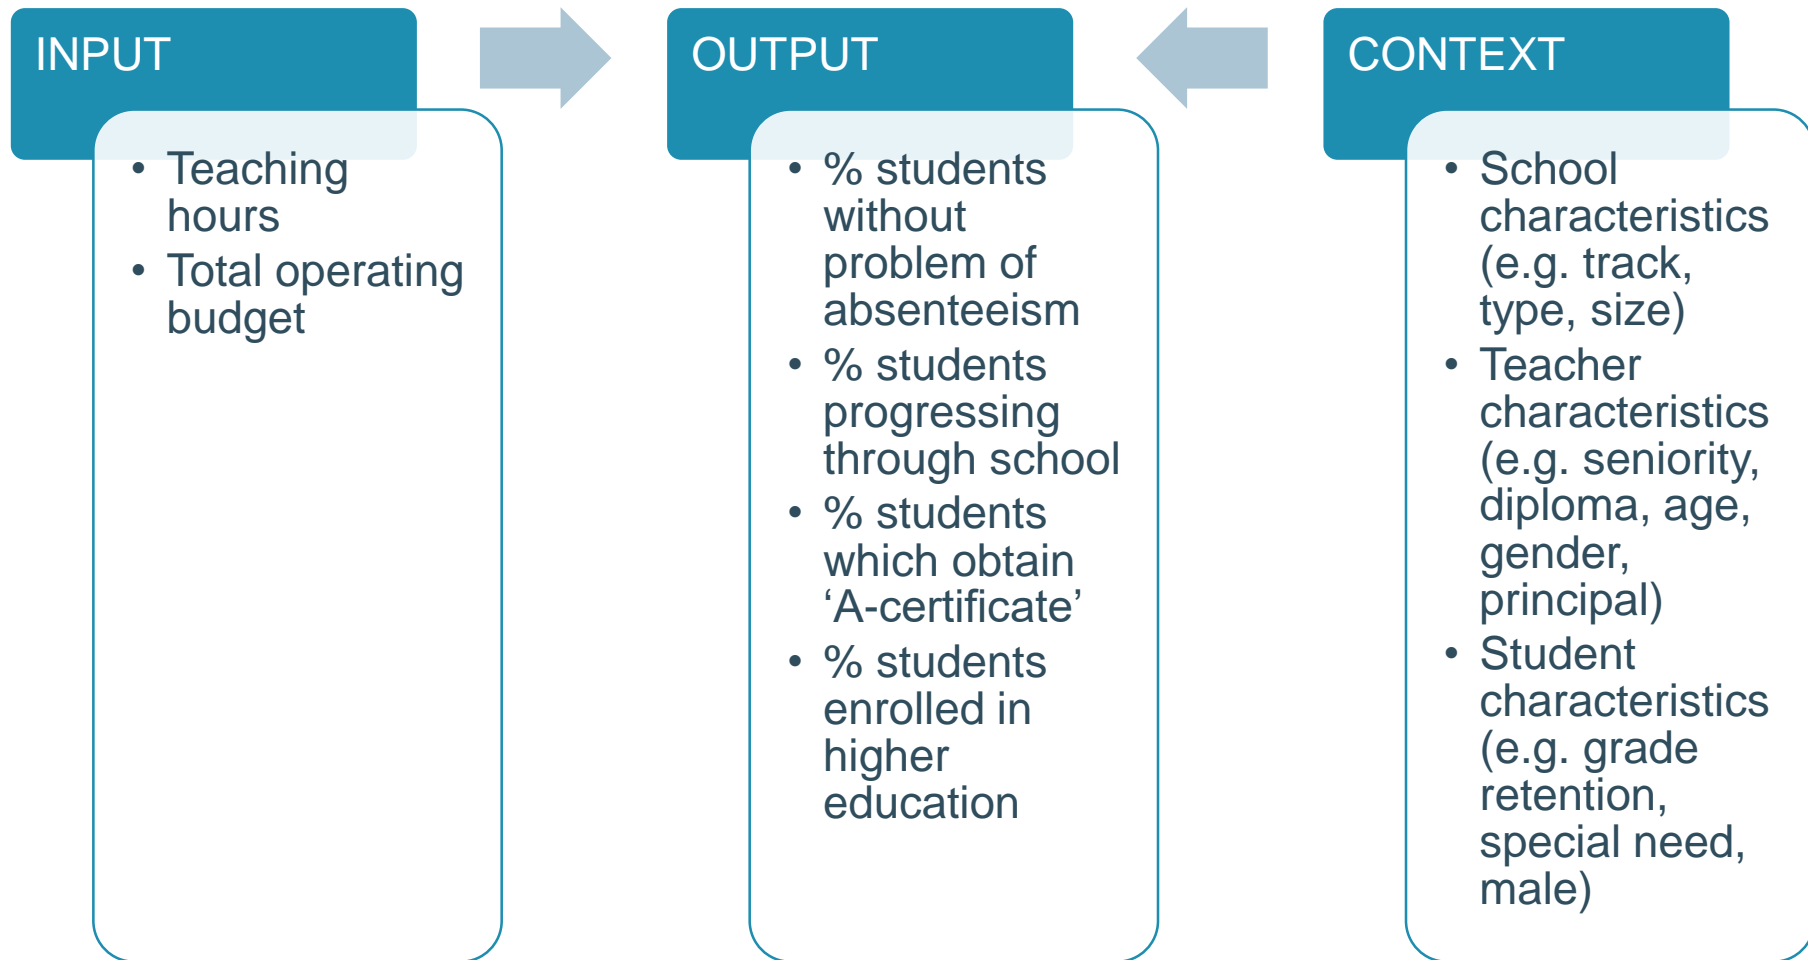 INPUT
• Teaching
hours
• Total operating
budget
OUTPUT
• % students
without
problem of
absenteeism
• % students
progressing
through school
• % students
which obtain
‘A-certificate’
• % students
enrolled in
higher
education
CONTEXT
• School
characteristics
(e.g. track,
type, size)
• Teacher
characteristics
(e.g. seniority,
diploma, age,
gender,
principal)
• Student
characteristics
(e.g. grade
retention,
special need,
male)